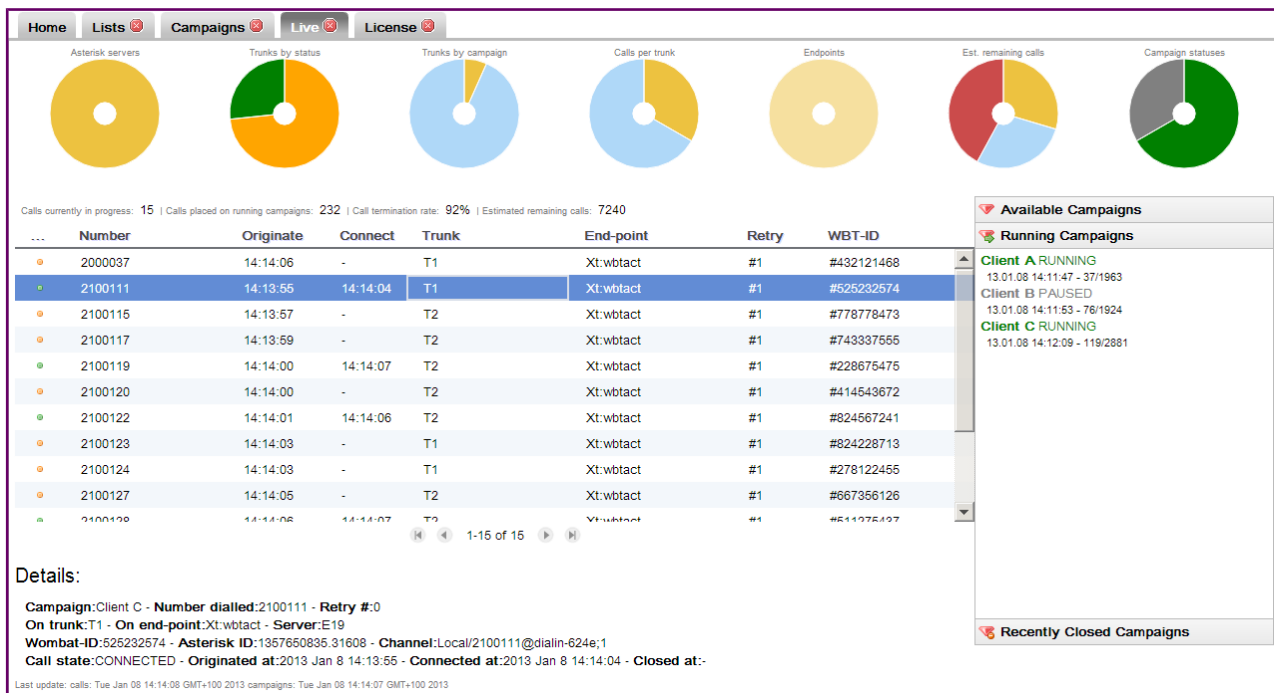 Home Lists Campaigns Live License
Asterisk servers Trunks by status Trunks by campaign Calls per trunk Endpoints Est. remaining calls Campaign statuses
Calls currently in progress: 15 | Calls placed on running campaigns: 232 | Call termination rate: 92% | Estimated remaining calls: 7240
... Number Originate Connect Trunk End-point Retry WBT-ID
2000037 14:14:06 - T1 Xt:wbtact #1 #432121468
2100111 14:13:55 14:14:04 T1 Xt:wbtact #1 #525232574
2100115 14:13:57 - T2 Xt:wbtact #1 #778778473
2100117 14:13:59 - T2 Xt:wbtact #1 #743337555
2100119 14:14:00 14:14:07 T2 Xt:wbtact #1 #228675475
2100120 14:14:00 - T2 Xt:wbtact #1 #414543672
2100122 14:14:01 14:14:06 T2 Xt:wbtact #1 #824567241
2100123 14:14:03 - T1 Xt:wbtact #1 #824228713
2100124 14:14:03 - T1 Xt:wbtact #1 #278122455
2100127 14:14:05 - T2 Xt:wbtact #1 #667356126
2100128 14:14:06 14:14:07 T2 Xt:wbtact #1 #511275437
1-15 of 15
Available Campaigns
Running Campaigns
Client A RUNNING
13.01.08 14:11:47 - 37/1963
Client B PAUSED
13.01.08 14:11:53 - 76/1924
Client C RUNNING
13.01.08 14:12:09 - 119/2881
Recently Closed Campaigns
Details:
Campaign:Client C - Number dialled:2100111 - Retry #:0
On trunk:T1 - On end-point:Xt:wbtact - Server:E19
Wombat-ID:525232574 - Asterisk ID:1357650835.31608 - Channel:Local/2100111@dialin-624e;1
Call state:CONNECTED - Originated at:2013 Jan 8 14:13:55 - Connected at:2013 Jan 8 14:14:04 - Closed at:-
Last update: calls: Tue Jan 08 14:14:08 GMT+100 2013 campaigns: Tue Jan 08 14:14:07 GMT+100 2013